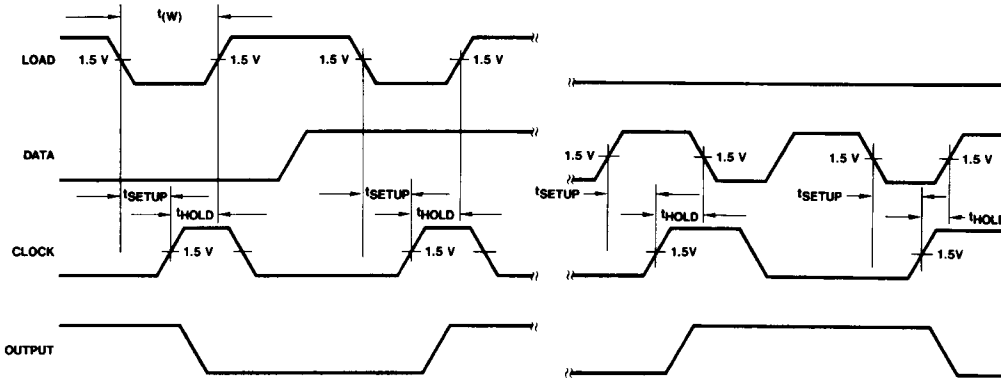 t(W)
LOAD 1.5 V 1.5 V 1.5 V 1.5 V
DATA 1.5 V 1.5 V 1.5 V 1.5 V
tSETUP tSETUP tSETUP tSETUP
tHOLD tHOLD tHOLD tHOLD
CLOCK 1.5 V 1.5 V 1.5V 1.5V
OUTPUT